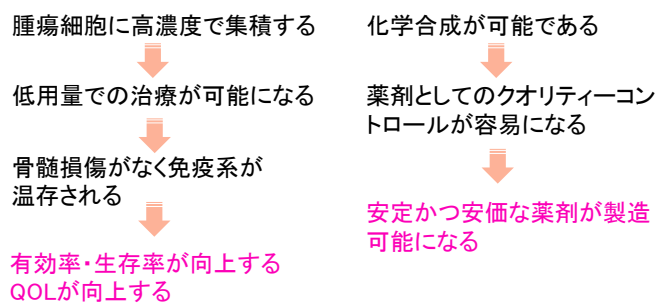 腫瘍細胞に高濃度で集積する
低用量での治療が可能になる
骨髄損傷がなく免疫系が
温存される
有効率・生存率が向上する
QOLが向上する
化学合成が可能である
薬剤としてのクオリティーコン
トロールが容易になる
安定かつ安価な薬剤が製造
可能になる